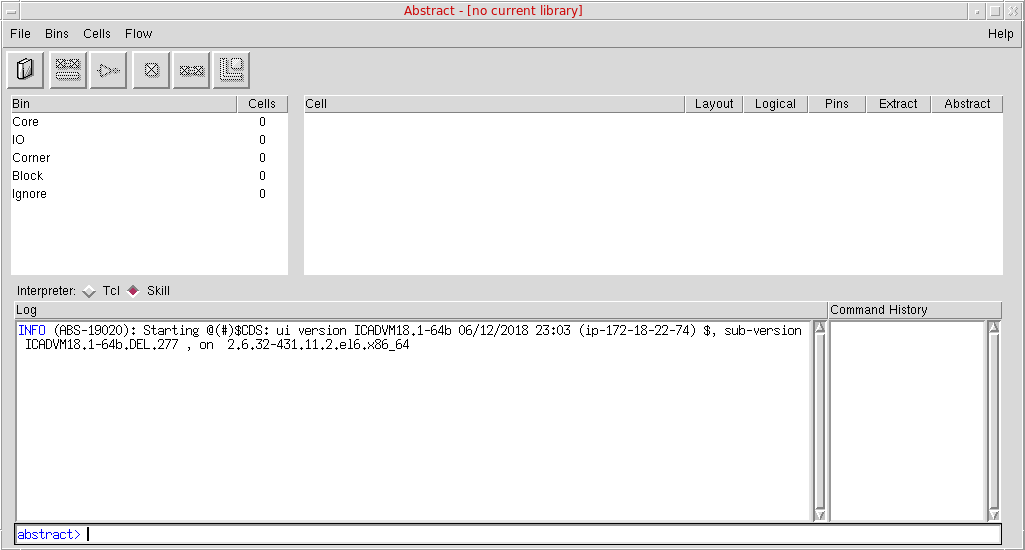 Abstract - [no current library]
File Bins Cells Flow Help
Bin Cells Cell Layout Logical Pins Extract Abstract
Core 0
IO 0
Corner 0
Block 0
Ignore 0
Interpreter: Tcl Skill
Log Command History
INFO (ABS-19020): Starting @(#)$CDS: ui version ICADVM18.1-64b 06/12/2018 23:03 (ip-172-18-22-74) $, sub-version
ICADVM18.1-64b.DEL.277 , on 2.6.32-431.11.2.el6.x86_64
abstract>